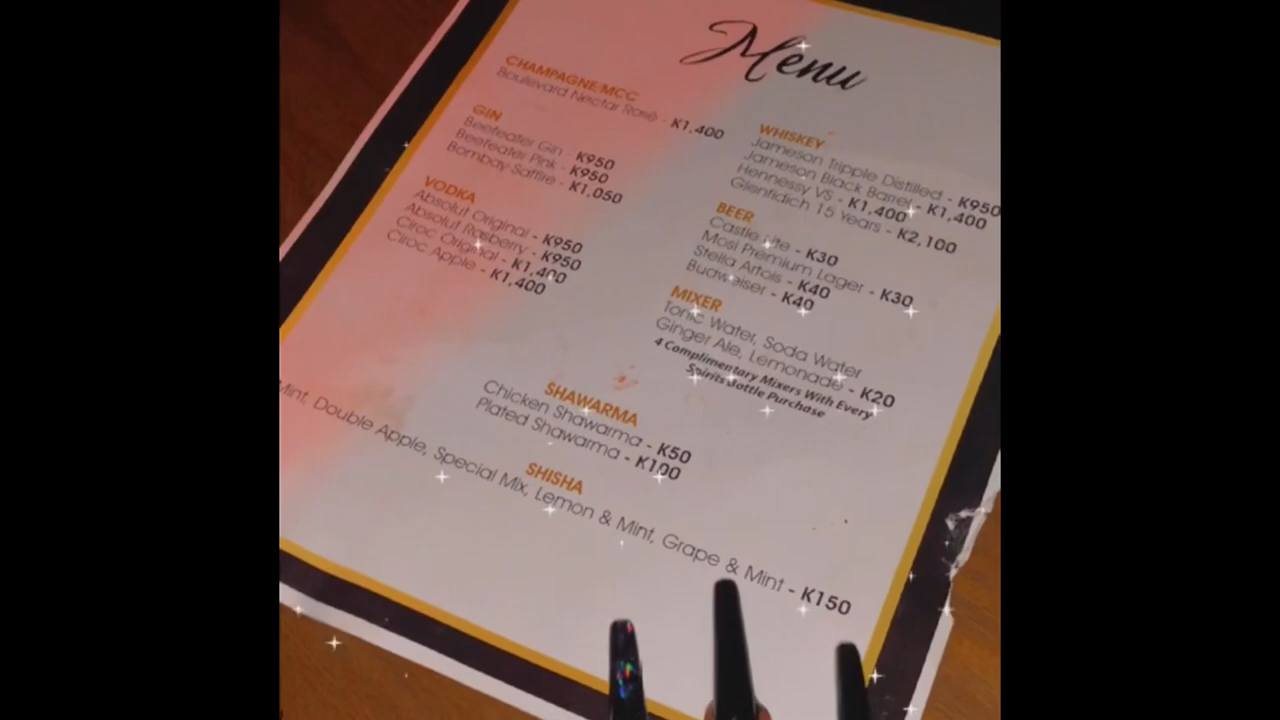 Menu
CHAMPAGNE/MCC
Boulevard Nectar Rosè - K1,400
GIN
Beefeater Gin - K950
Beefeater Pink - K950
Bombay Saffire - K1,050
VODKA
Absolut Original - K950
Absolut Rasberry - K950
Ciroc Original - K1,400
Ciroc Apple - K1,400
WHISKEY
Jameson Tripple Distilled - K950
Jameson Black Barrel - K1,400
Hennessy VS - K1,400
Glenfidich 15 Years - K2,100
BEER
Castle Lite - K30
Mosi Premium Lager - K30
Stella Artois - K40
Budweiser - K40
MIXER
Tonic Water, Soda Water
Ginger Ale, Lemonade - K20
4 Complimentary Mixers With Every
Spirits Bottle Purchase
SHAWARMA
Chicken Shawarma - K50
Plated Shawarma - K100
SHISHA
Mint, Double Apple, Special Mix, Lemon & Mint, Grape & Mint - K150